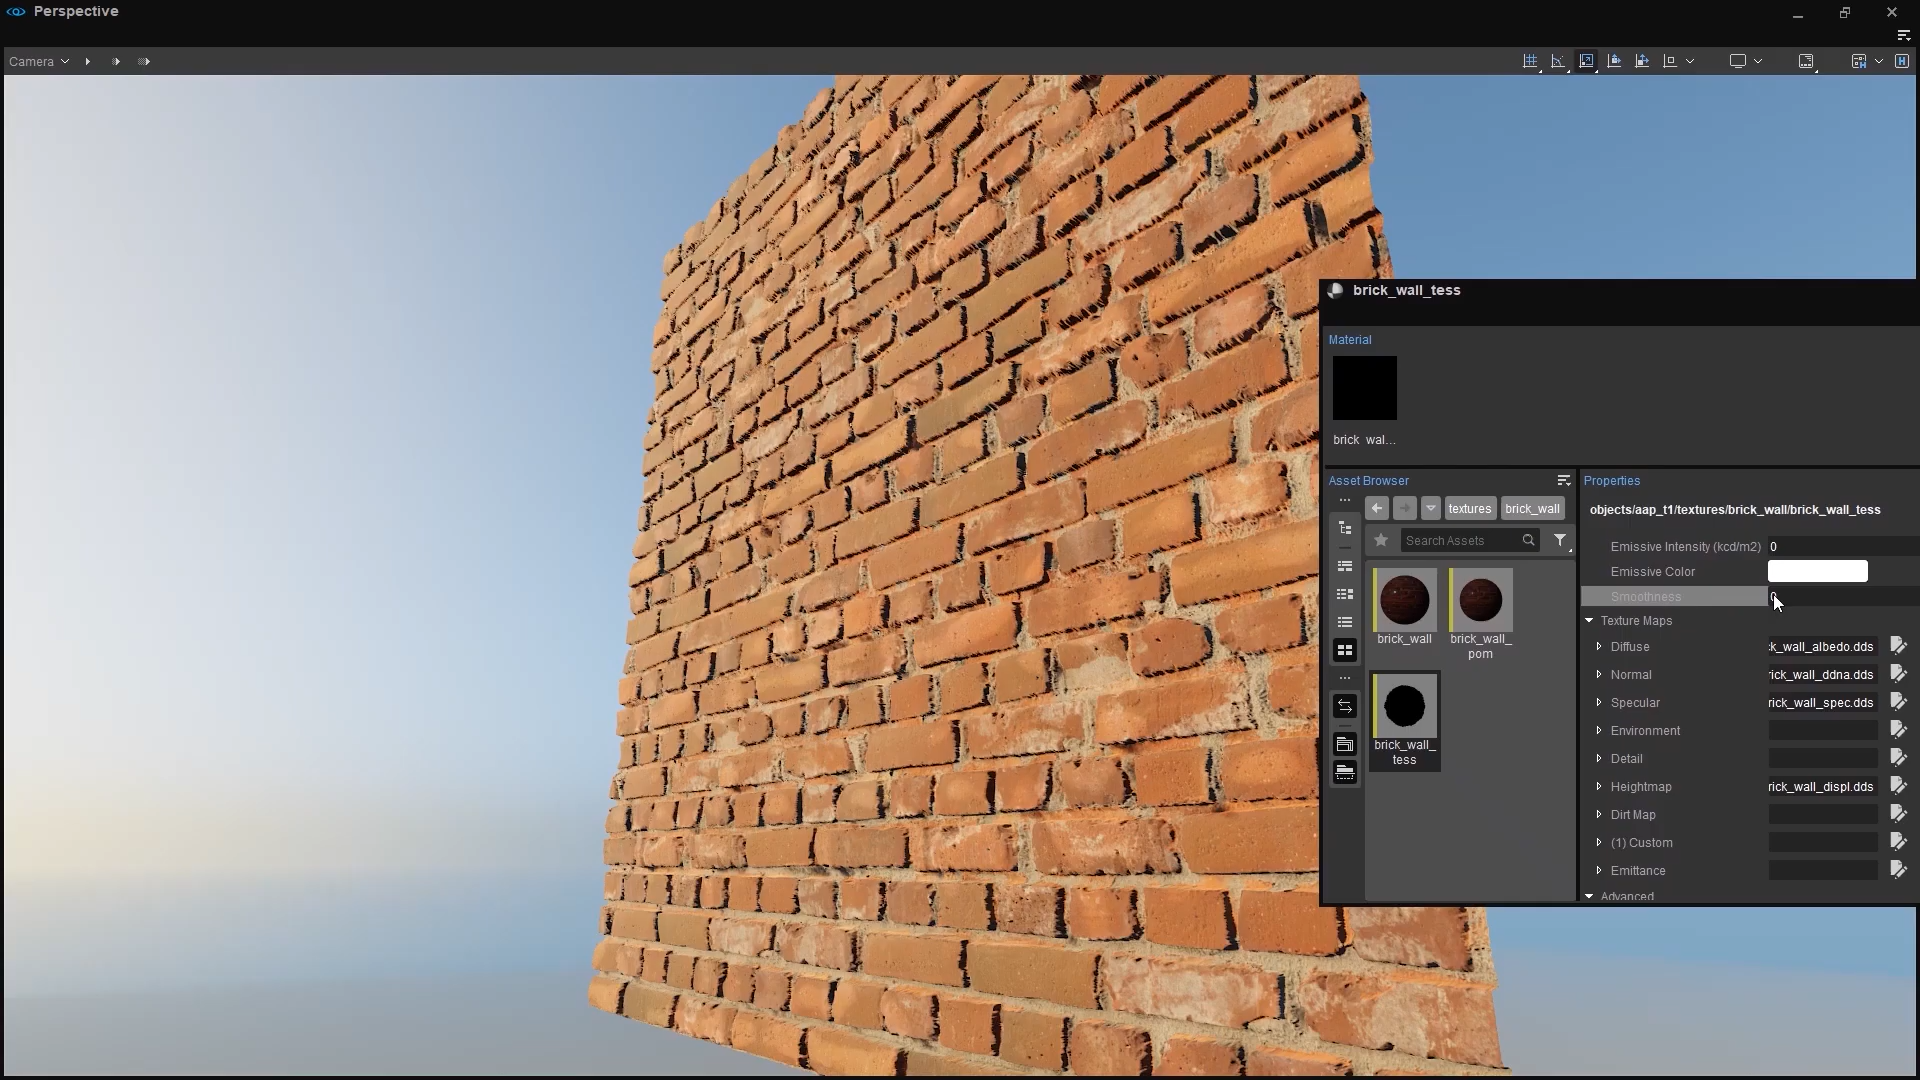 Perspective
Camera
brick_wall_tess
Material
brick wal...
Asset Browser
textures
brick_wall
Search Assets
brick_wall
brick_wall_
pom
brick_wall_
tess
Properties
objects/aap_t1/textures/brick_wall/brick_wall_tess
Emissive Intensity (kcd/m2) 0
Emissive Color
Smoothness
Texture Maps
Diffuse ck_wall_albedo.dds
Normal rick_wall_ddna.dds
Specular rick_wall_spec.dds
Environment
Detail
Heightmap rick_wall_displ.dds
Dirt Map
(1) Custom
Emittance
Advanced